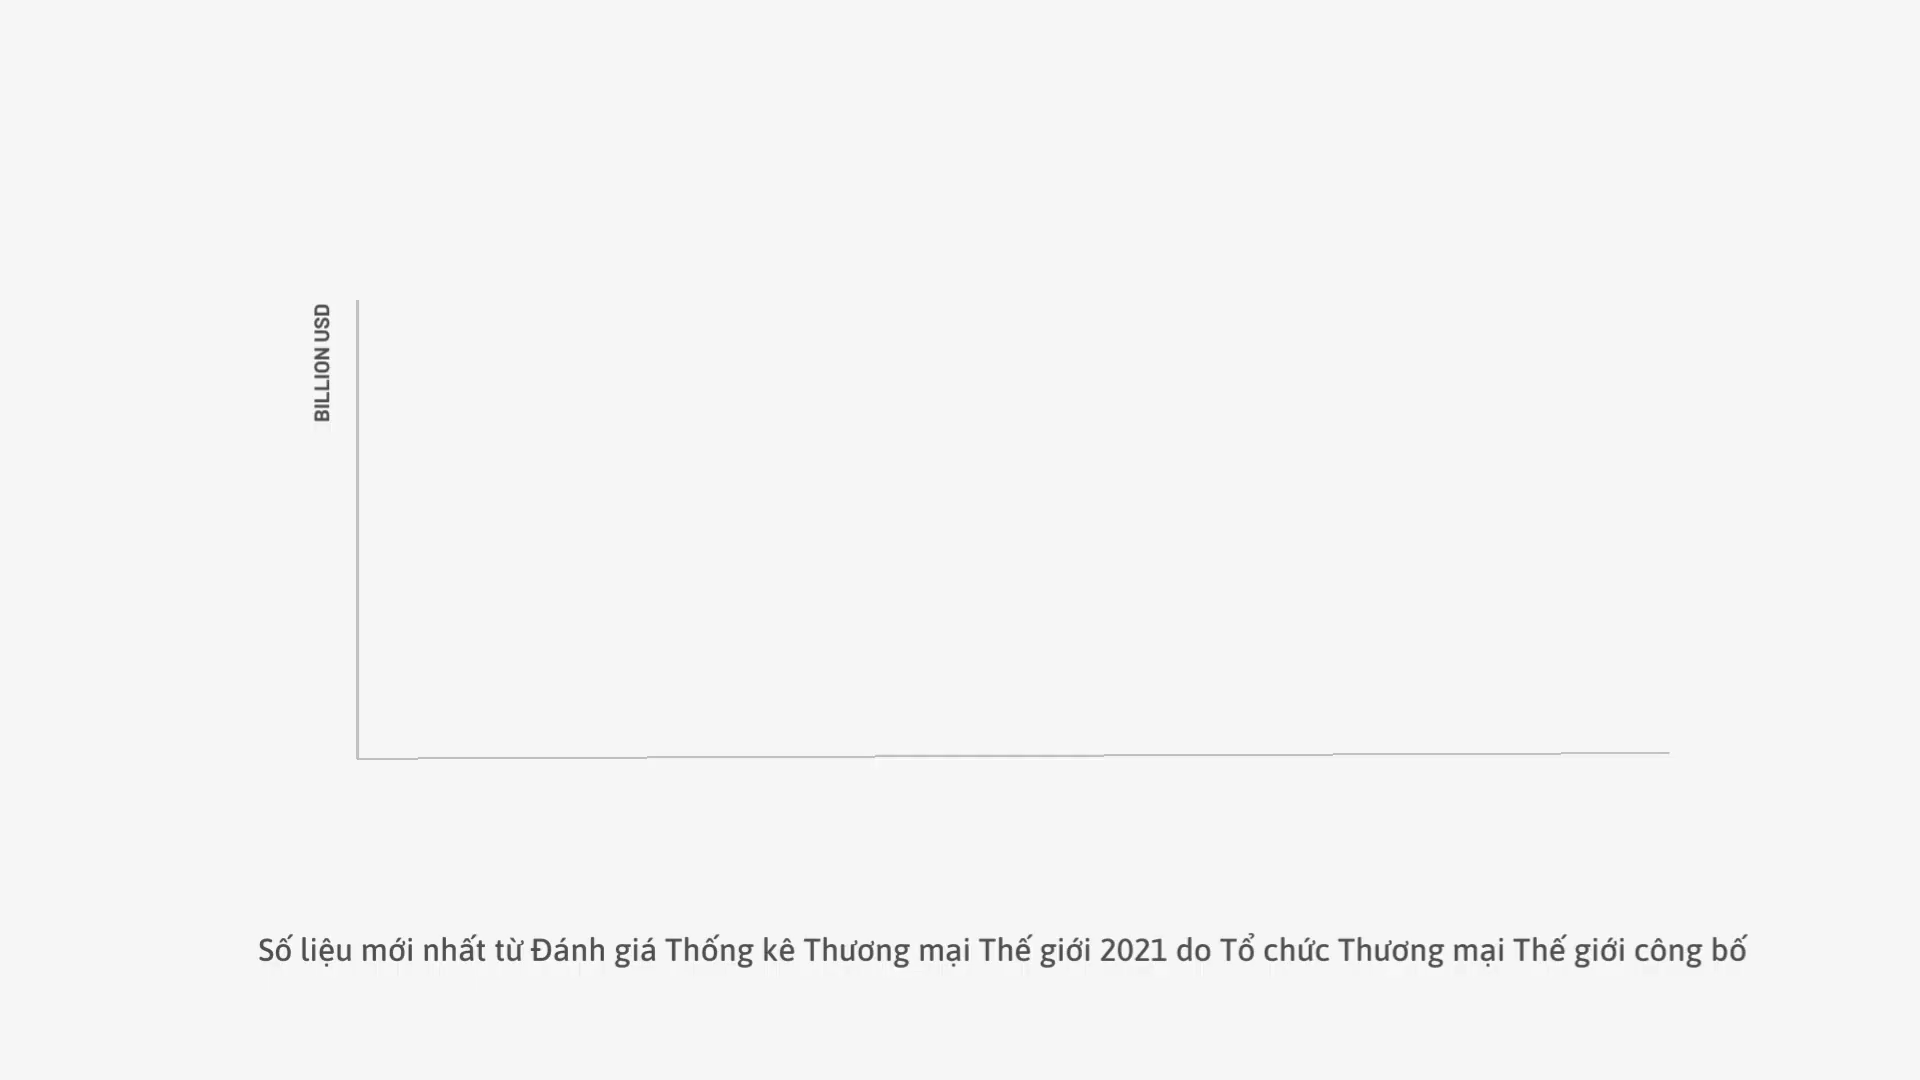 BILLION USD
Số liệu mới nhất từ Đánh giá Thống kê Thương mại Thế giới 2021 do Tổ chức Thương mại Thế giới công bố